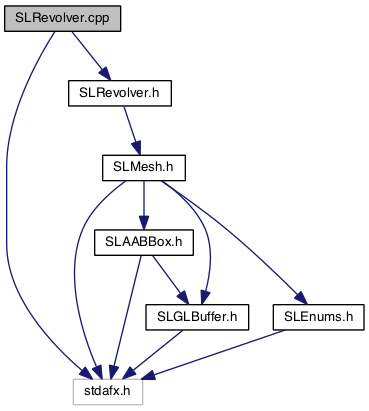 SLRevolver.cpp
SLRevolver.h
SLMesh.h
SLAABBox.h
SLGLBuffer.h
SLEnums.h
stdafx.h